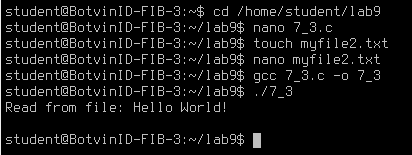 student@BotvinID-FIB-3:~$ cd /home/student/lab9
student@BotvinID-FIB-3:~/lab9$ nano 7_3.c
student@BotvinID-FIB-3:~/lab9$ touch myfile2.txt
student@BotvinID-FIB-3:~/lab9$ nano myfile2.txt
student@BotvinID-FIB-3:~/lab9$ gcc 7_3.c -o 7_3
student@BotvinID-FIB-3:~/lab9$ ./7_3
Read from file: Hello World!
student@BotvinID-FIB-3:~/lab9$